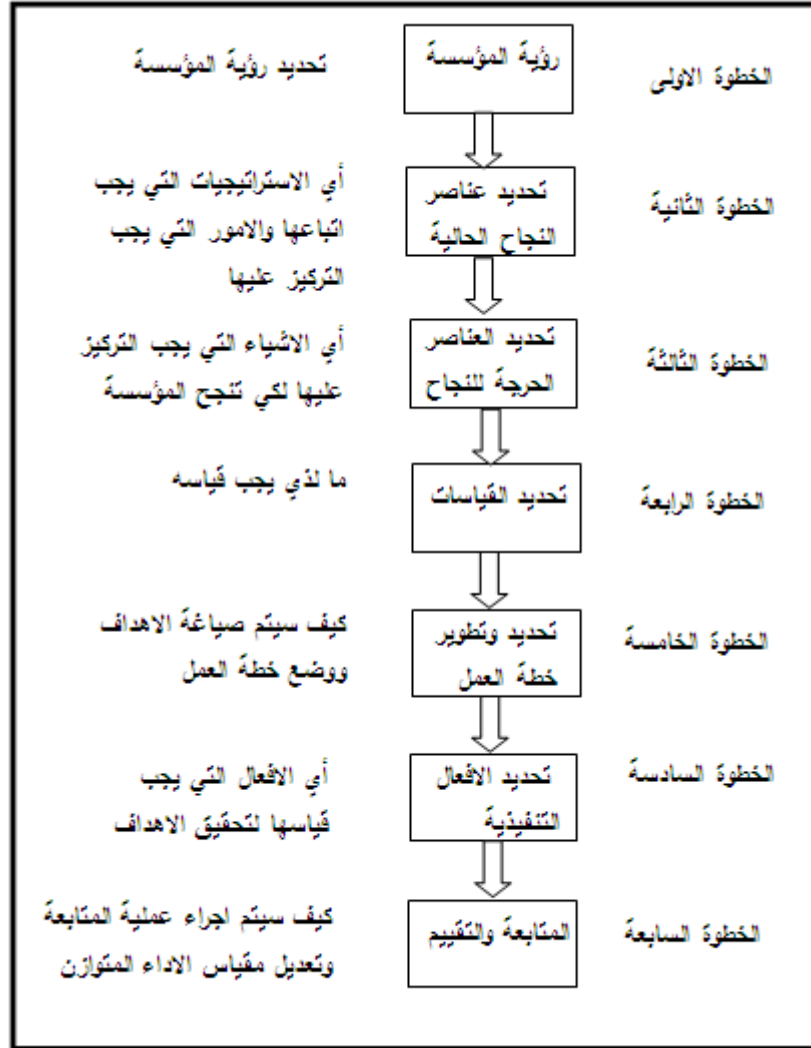 الخطوة الاولى
رؤية المؤسسة
تحديد رؤية المؤسسة
الخطوة الثانية
تحديد عناصر
النجاح الحالية
أي الاستراتيجيات التي يجب
اتباعها والامور التي يجب
التركيز عليها
الخطوة الثالثة
تحديد العناصر
الحرجة للنجاح
أي الاشياء التي يجب التركيز
عليها لكي تنجح المؤسسة
الخطوة الرابعة
تحديد القياسات
ما لذي يجب قياسه
الخطوة الخامسة
تحديد وتطوير
خطة العمل
كيف سيتم صياغة الاهداف
ووضع خطة العمل
الخطوة السادسة
تحديد الافعال
التنفيذية
أي الافعال التي يجب
قياسها لتحقيق الاهداف
الخطوة السابعة
المتابعة والتقييم
كيف سيتم اجراء عملية المتابعة
وتعديل مقياس الاداء المتوازن